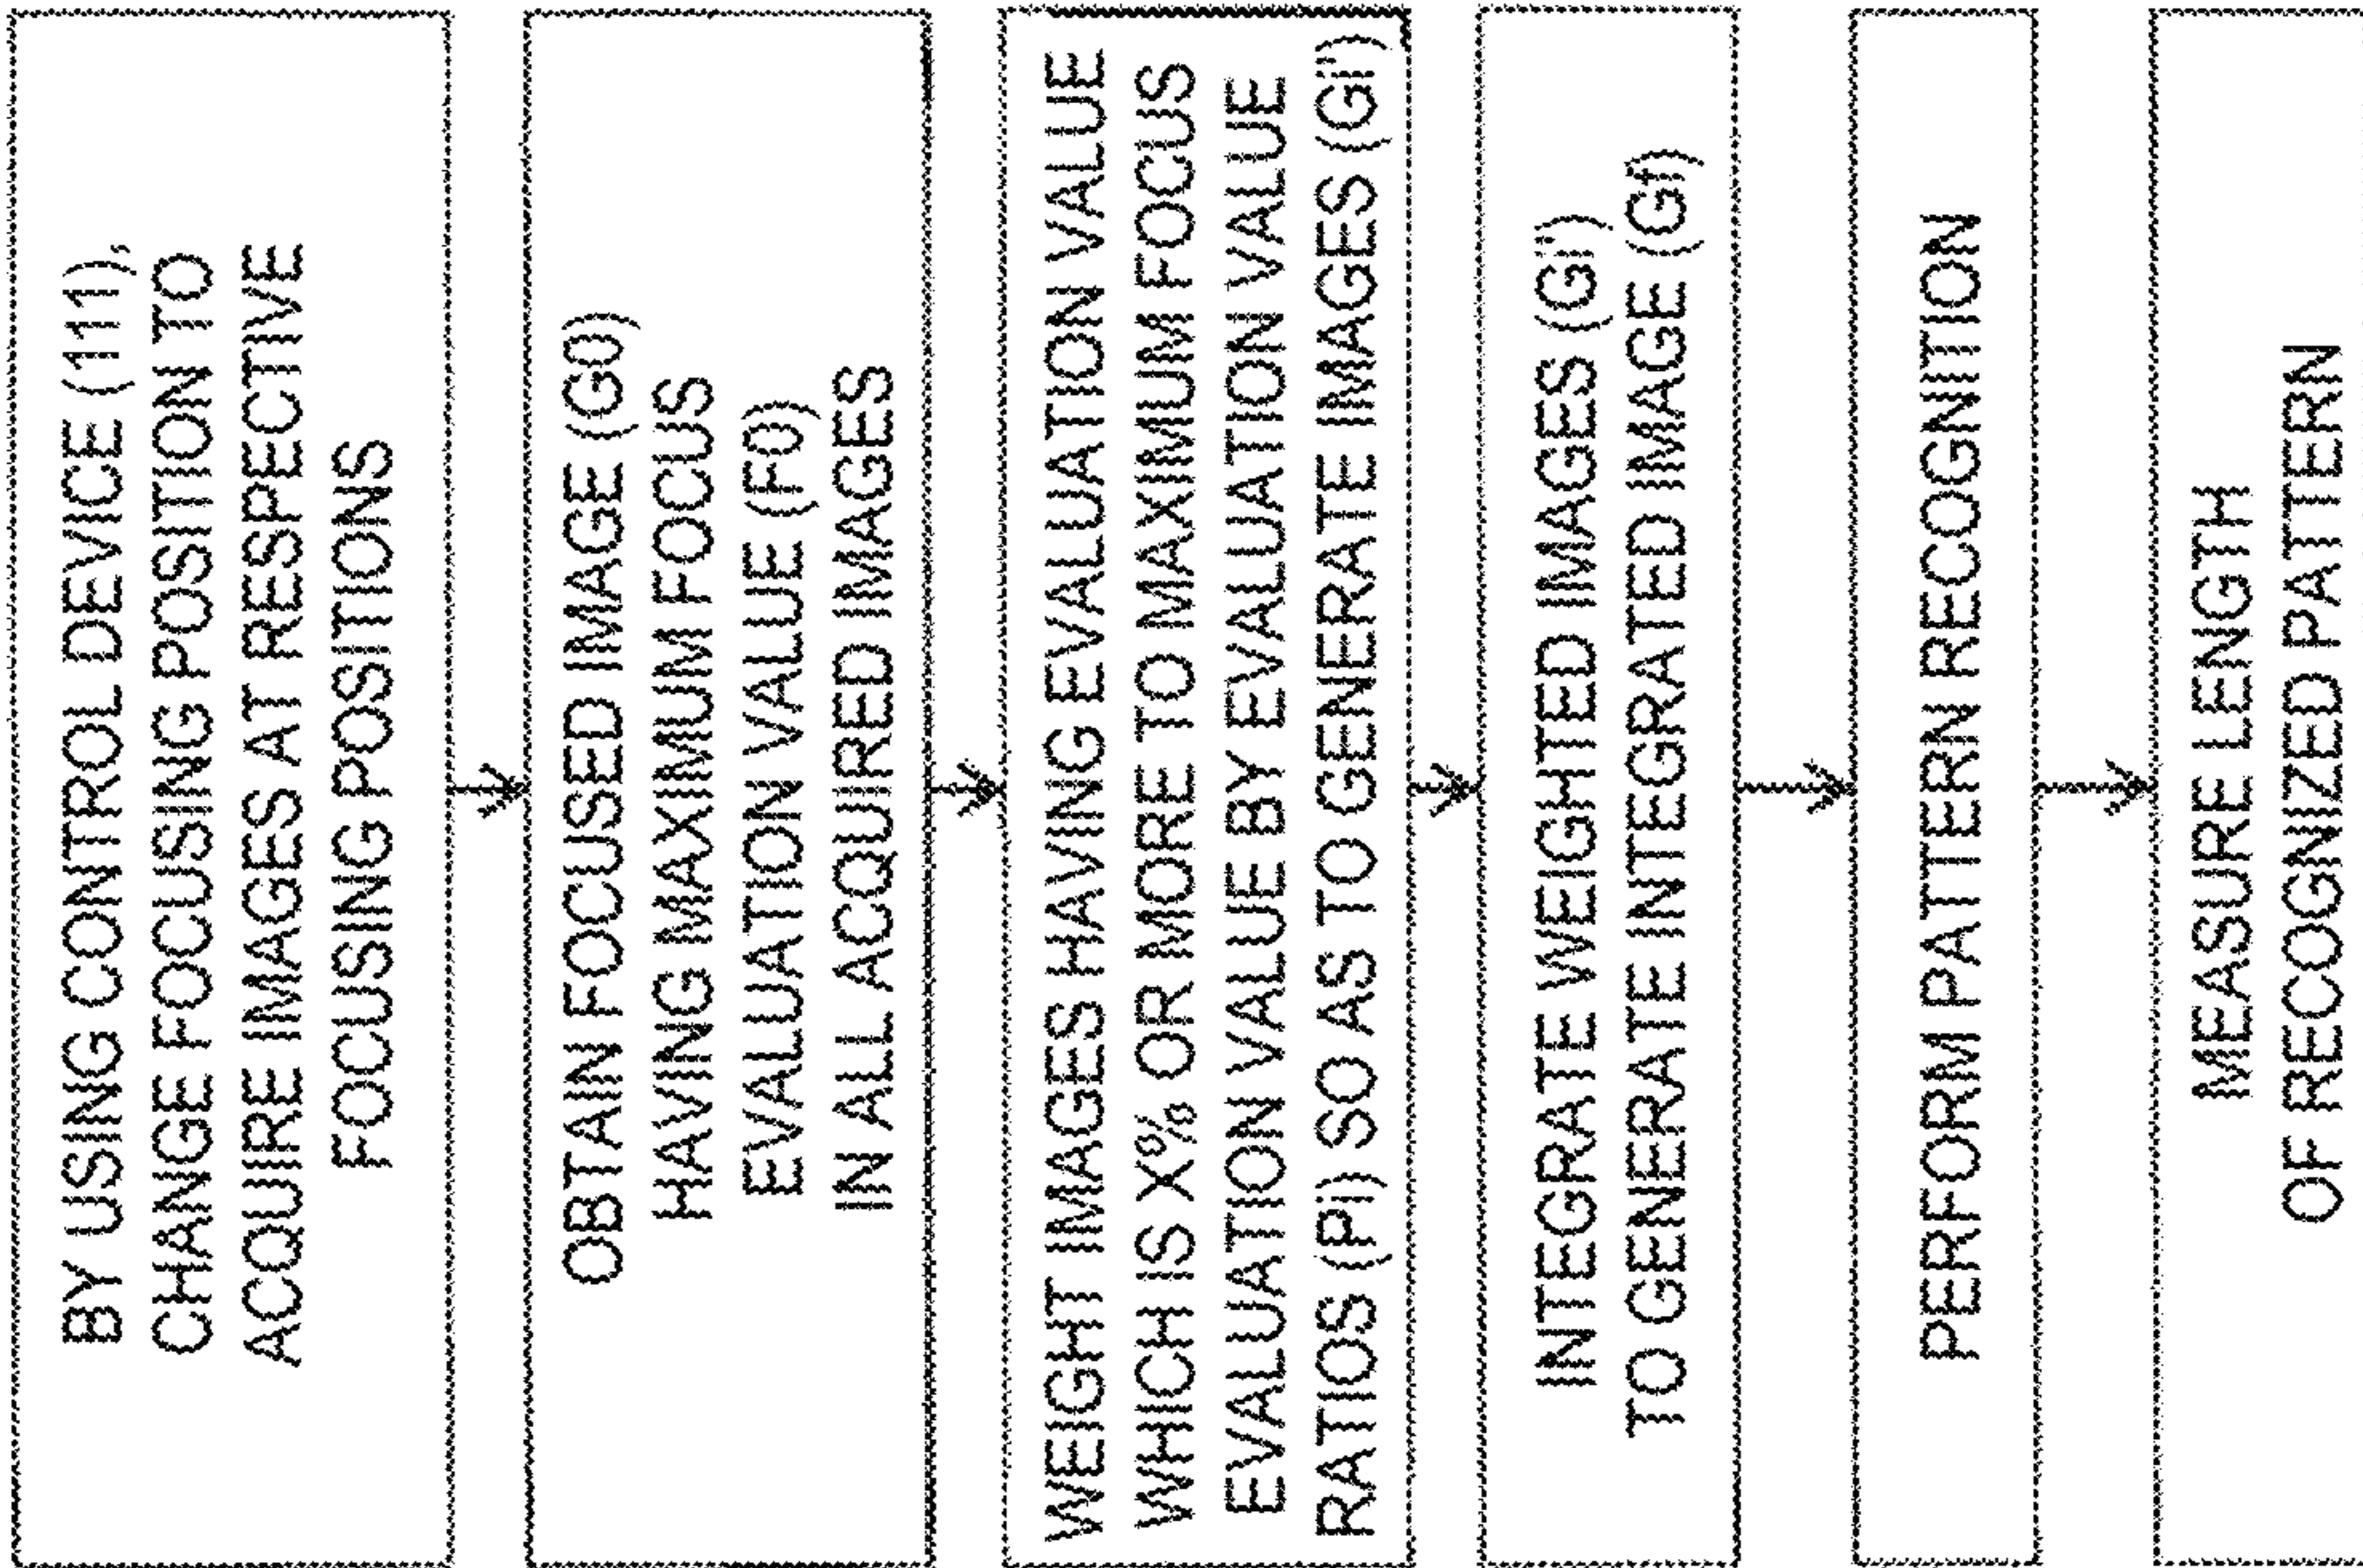 BY USING CONTROL DEVICE (111),
CHANGE FOCUSING POSITION TO
ACQUIRE IMAGES AT RESPECTIVE
FOCUSING POSITIONS
OBTAIN FOCUSED IMAGE (G0)
HAVING MAXIMUM FOCUS
EVALUATION VALUE (F0)
IN ALL ACQUIRED IMAGES
WEIGHT IMAGES HAVING EVALUATION VALUE
WHICH IS X% OR MORE TO MAXIMUM FOCUS
EVALUATION VALUE BY EVALUATION VALUE
RATIOS (Pi) SO AS TO GENERATE IMAGES (Gi')
INTEGRATE WEIGHTED IMAGES (Gi')
TO GENERATE INTEGRATED IMAGE (Gf)
PERFORM PATTERN RECOGNITION
MEASURE LENGTH
OF RECOGNIZED PATTERN